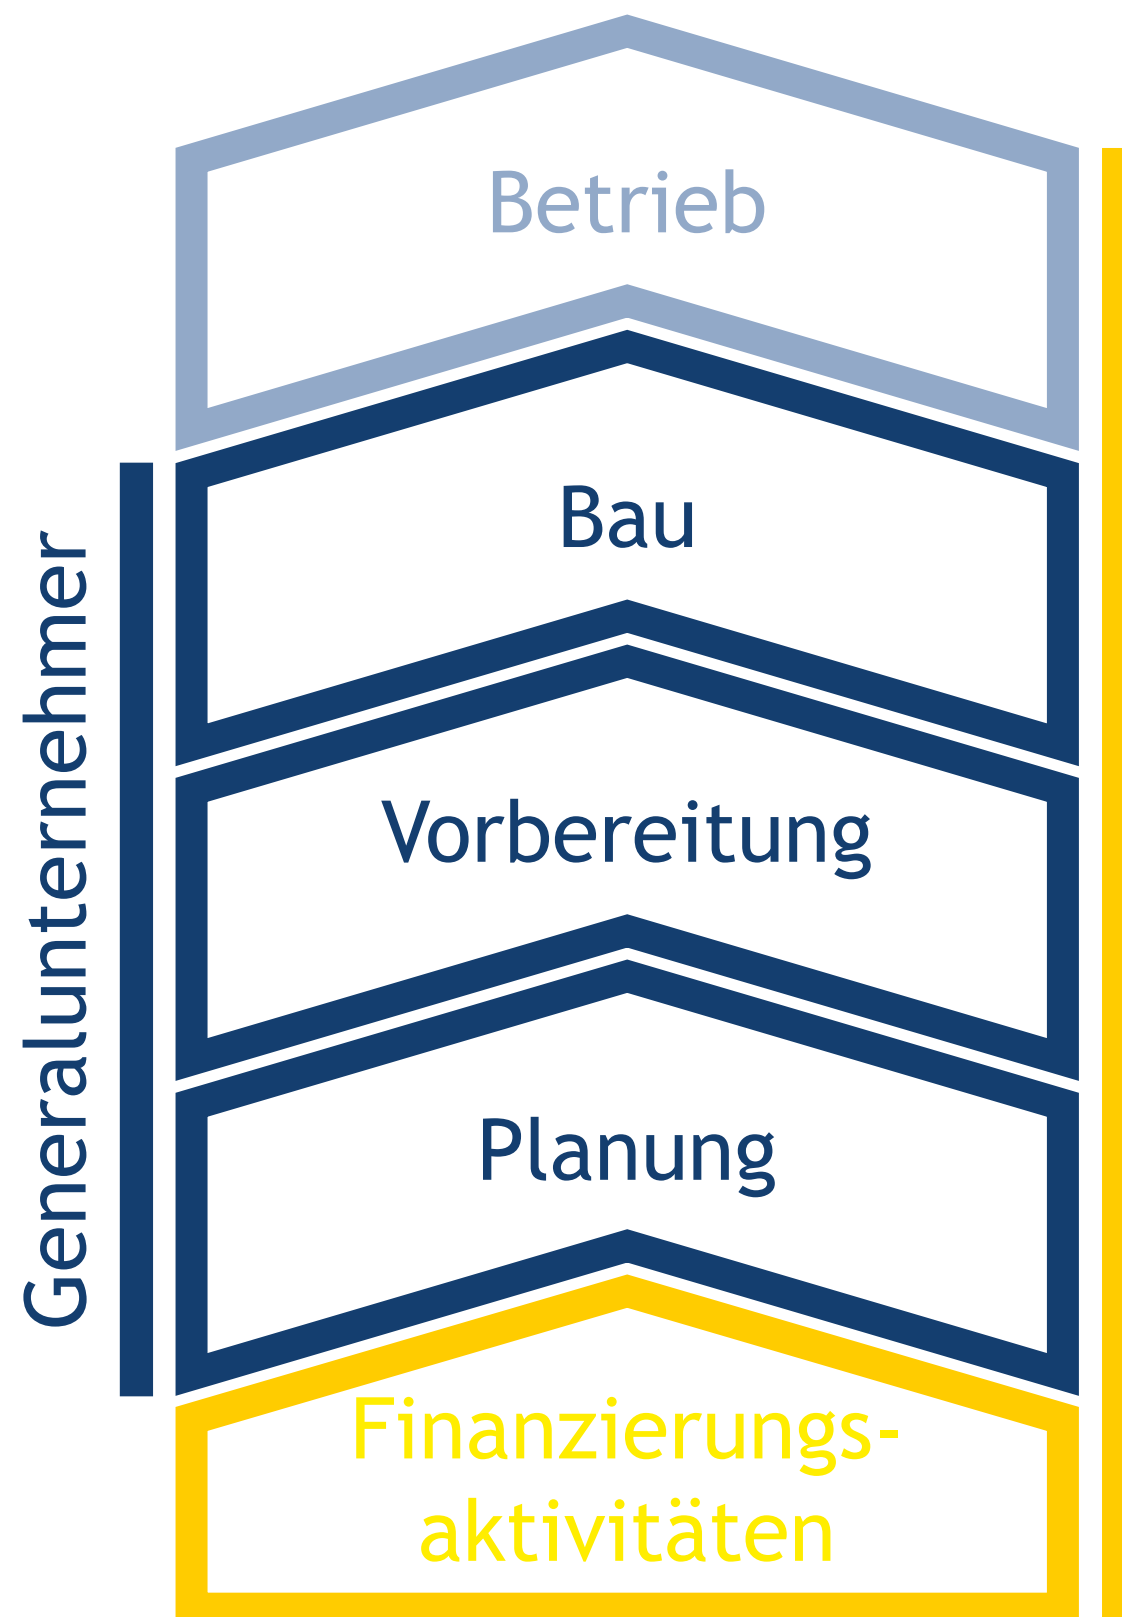 Betrieb
Bau
Generalunternehmer
Vorbereitung
Planung
Finanzierungs-
aktivitäten